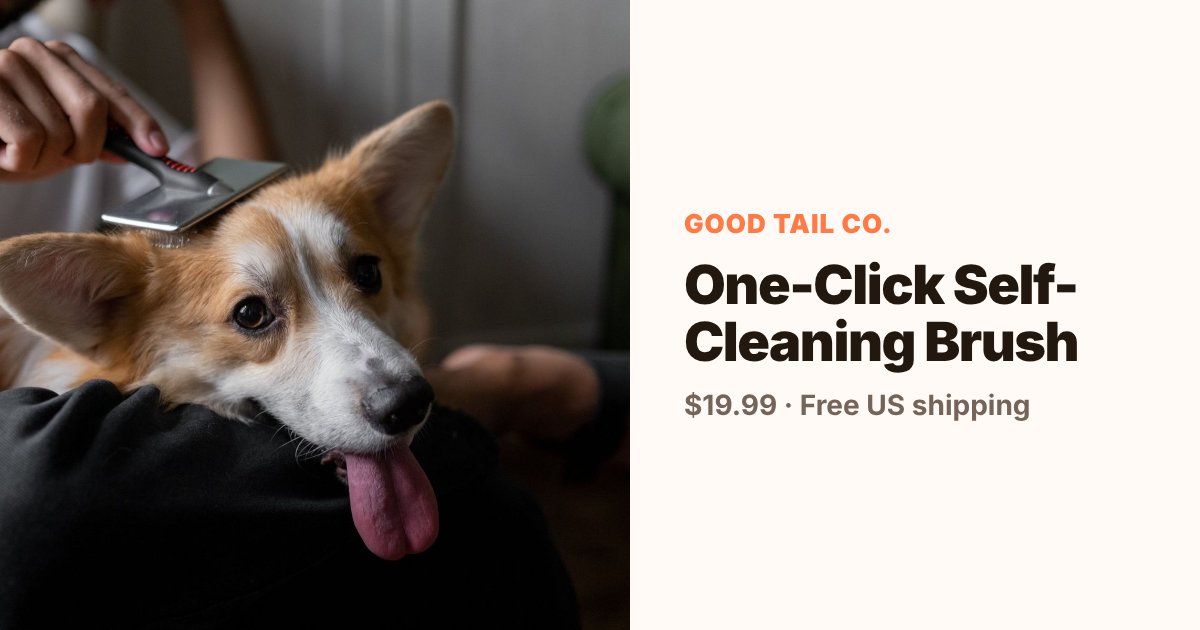 GOOD TAIL CO.
One-Click Self-
Cleaning Brush
$19.99 · Free US shipping